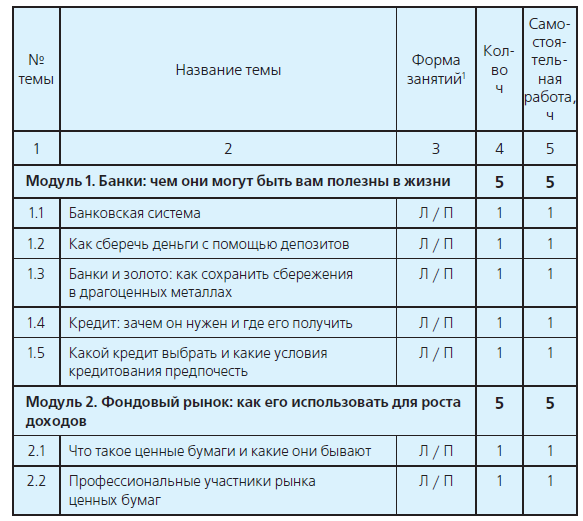 №
темы
Название темы
Форма
занятий¹
Кол-
во
ч
Само-
стоя-
тель-
ная
работа,
ч
1 2 3 4 5
Модуль 1. Банки: чем они могут быть вам полезны в жизни 5 5
1.1 Банковская система Л / П 1 1
1.2 Как сберечь деньги с помощью депозитов Л / П 1 1
1.3 Банки и золото: как сохранить сбережения Л / П 1 1
в драгоценных металлах
1.4 Кредит: зачем он нужен и где его получить Л / П 1 1
1.5 Какой кредит выбрать и какие условия Л / П 1 1
кредитования предпочесть
Модуль 2. Фондовый рынок: как его использовать для роста 5 5
доходов
2.1 Что такое ценные бумаги и какие они бывают Л / П 1 1
2.2 Профессиональные участники рынка Л / П 1 1
ценных бумаг